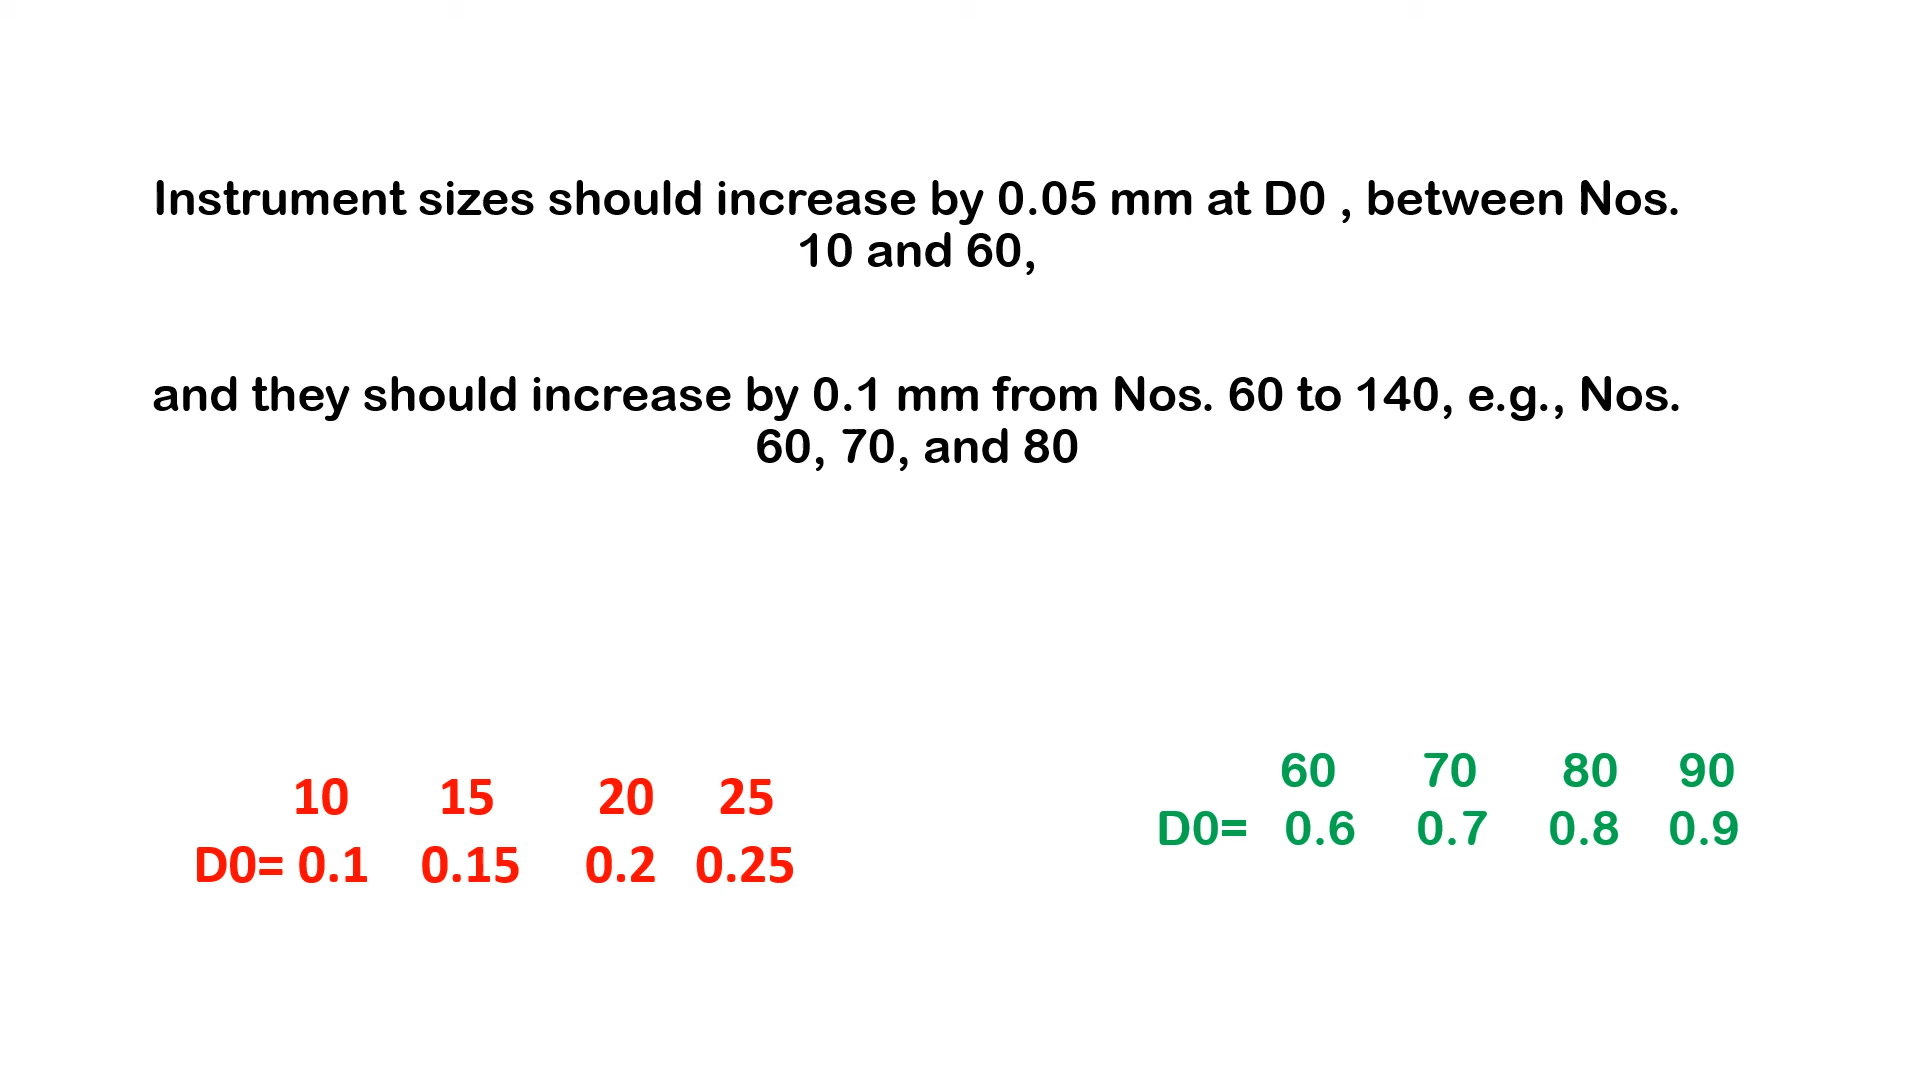 Instrument sizes should increase by 0.05 mm at D0 , between Nos.
10 and 60,
and they should increase by 0.1 mm from Nos. 60 to 140, e.g., Nos.
60, 70, and 80
10 15 20 25
D0= 0.1 0.15 0.2 0.25
60 70 80 90
D0= 0.6 0.7 0.8 0.9